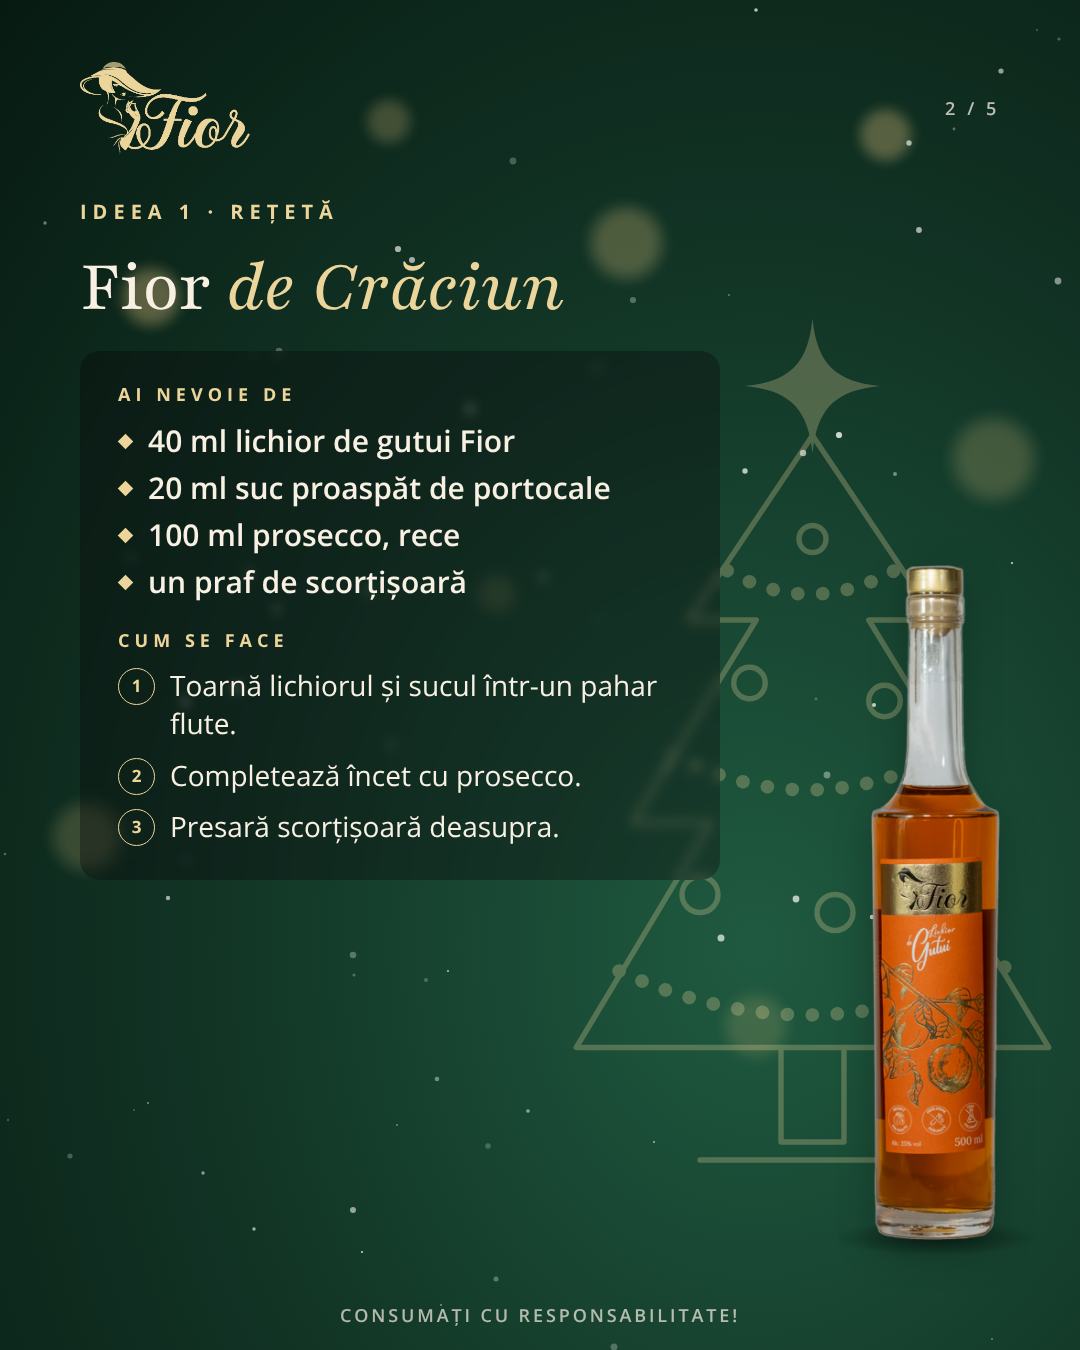 Fior
2 / 5
IDEEA 1 · REȚETĂ
Fior de Crăciun
AI NEVOIE DE
40 ml lichior de gutui Fior
20 ml suc proaspăt de portocale
100 ml prosecco, rece
un praf de scorțișoară
CUM SE FACE
1 Toarnă lichiorul și sucul într-un pahar
flute.
2 Completează încet cu prosecco.
3 Presară scorțișoară deasupra.
Fior
Lichior
de Gutui
500 ml
CONSUMAȚI CU RESPONSABILITATE!